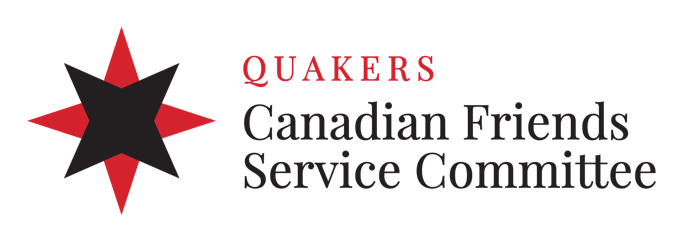 QUAKERS
Canadian Friends
Service Committee